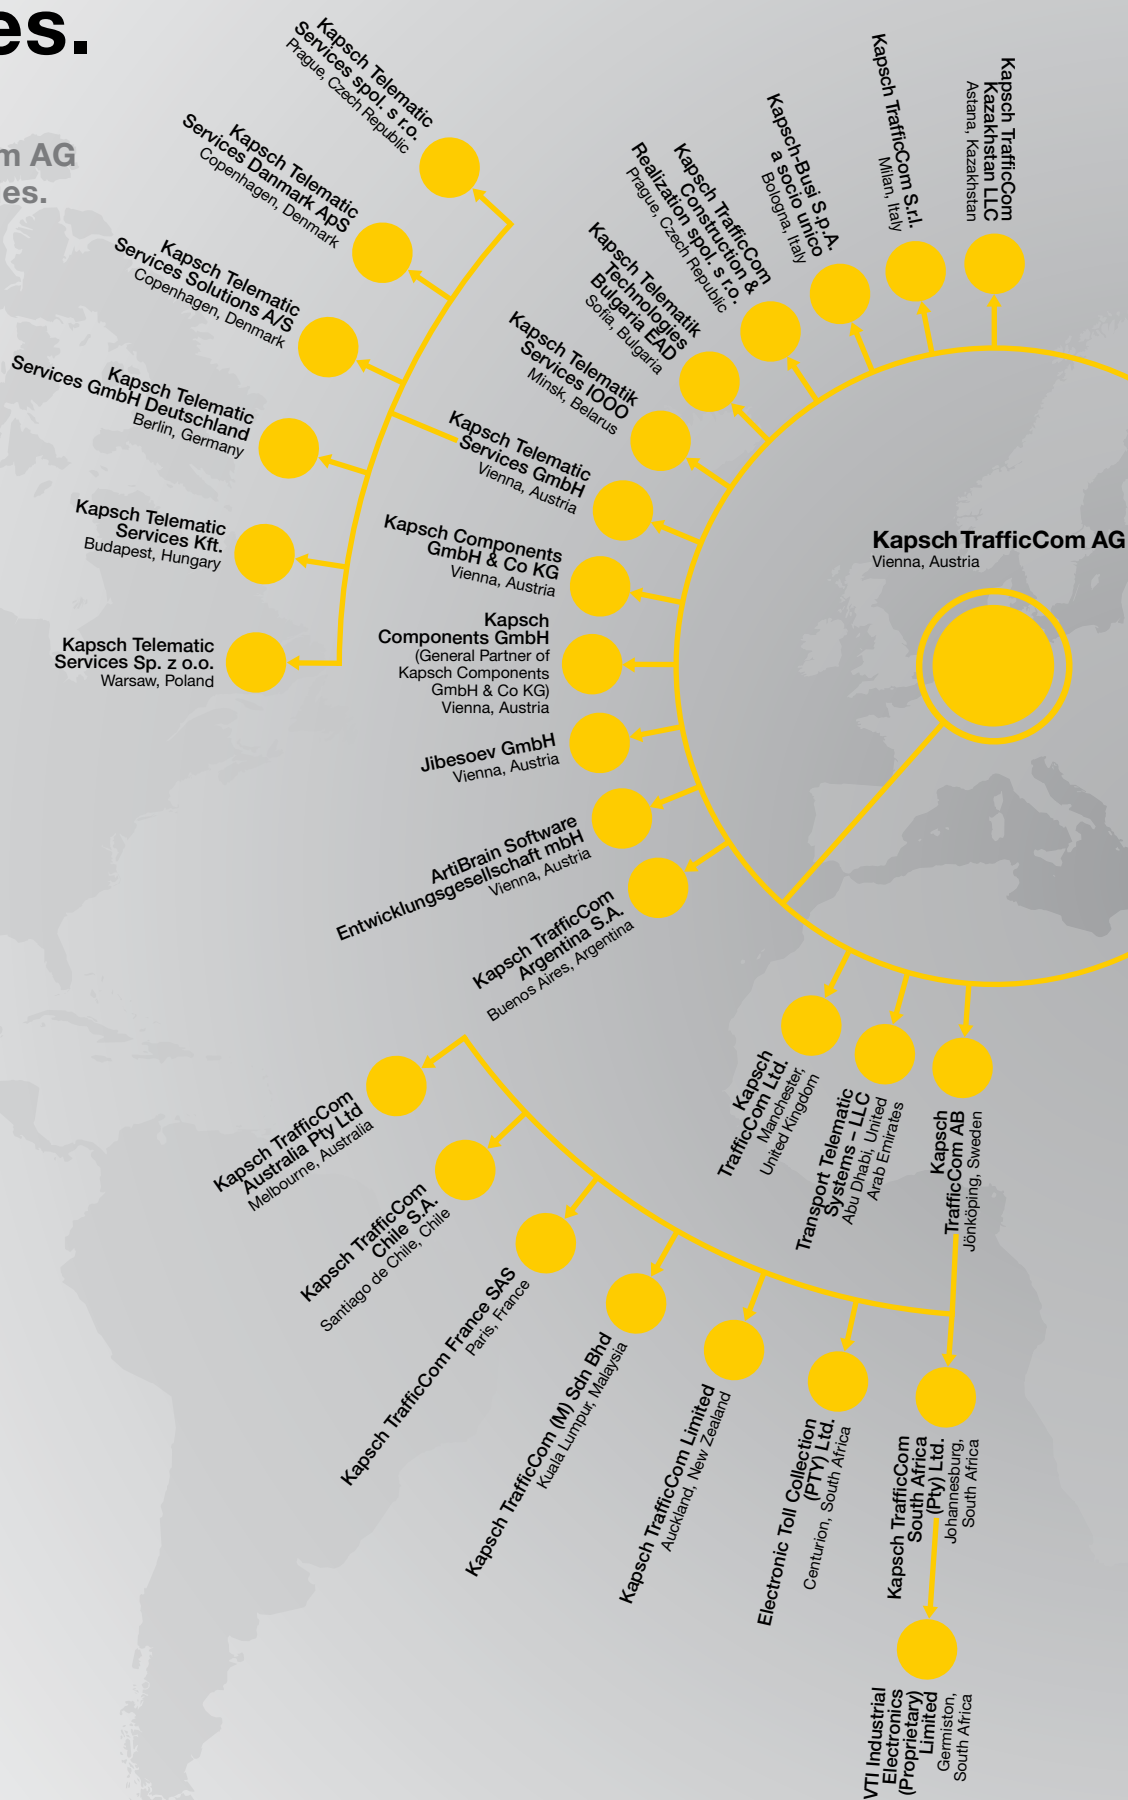 es.
m AG
es.
Kapsch Telematic
Services spol. s r.o.
Prague, Czech Republic
Kapsch Telematic
Services Danmark ApS
Copenhagen, Denmark
Kapsch Telematic
Services Solutions A/S
Copenhagen, Denmark
Kapsch Telematic
Services GmbH Deutschland
Berlin, Germany
Kapsch Telematic
Services Kft.
Budapest, Hungary
Kapsch Telematic
Services Sp. z o.o.
Warsaw, Poland
Kapsch TrafficCom
Kazakhstan LLC
Astana, Kazakhstan
Kapsch TrafficCom S.r.l.
Milan, Italy
Kapsch-Busi S.p.A.
a socio unico
Bologna, Italy
Kapsch TrafficCom
Construction &
Realization spol. s r.o.
Prague, Czech Republic
Kapsch Telematik
Technologies
Bulgaria EAD
Sofia, Bulgaria
Kapsch Telematik
Services IOOO
Minsk, Belarus
Kapsch Telematic
Services GmbH
Vienna, Austria
Kapsch Components
GmbH & Co KG
Vienna, Austria
Kapsch
Components GmbH
(General Partner of
Kapsch Components
GmbH & Co KG)
Vienna, Austria
Jibesoev GmbH
Vienna, Austria
ArtiBrain Software
Entwicklungsgesellschaft mbH
Vienna, Austria
Kapsch TrafficCom
Argentina S.A.
Buenos Aires, Argentina
Kapsch TrafficCom AG
Vienna, Austria
Kapsch
TrafficCom Ltd.
Manchester,
United Kingdom
Transport Telematic
Systems – LLC
Abu Dhabi, United
Arab Emirates
Kapsch
TrafficCom AB
Jönköping, Sweden
Kapsch TrafficCom
Australia Pty Ltd
Melbourne, Australia
Kapsch TrafficCom
Chile S.A.
Santiago de Chile, Chile
Kapsch TrafficCom France SAS
Paris, France
Kapsch TrafficCom (M) Sdn Bhd
Kuala Lumpur, Malaysia
Kapsch TrafficCom Limited
Auckland, New Zealand
Electronic Toll Collection
(PTY) Ltd.
Centurion, South Africa
Kapsch TrafficCom
South Africa
(Pty) Ltd.
Johannesburg,
South Africa
VTI Industrial
Electronics
(Proprietary)
Limited
Germiston,
South Africa